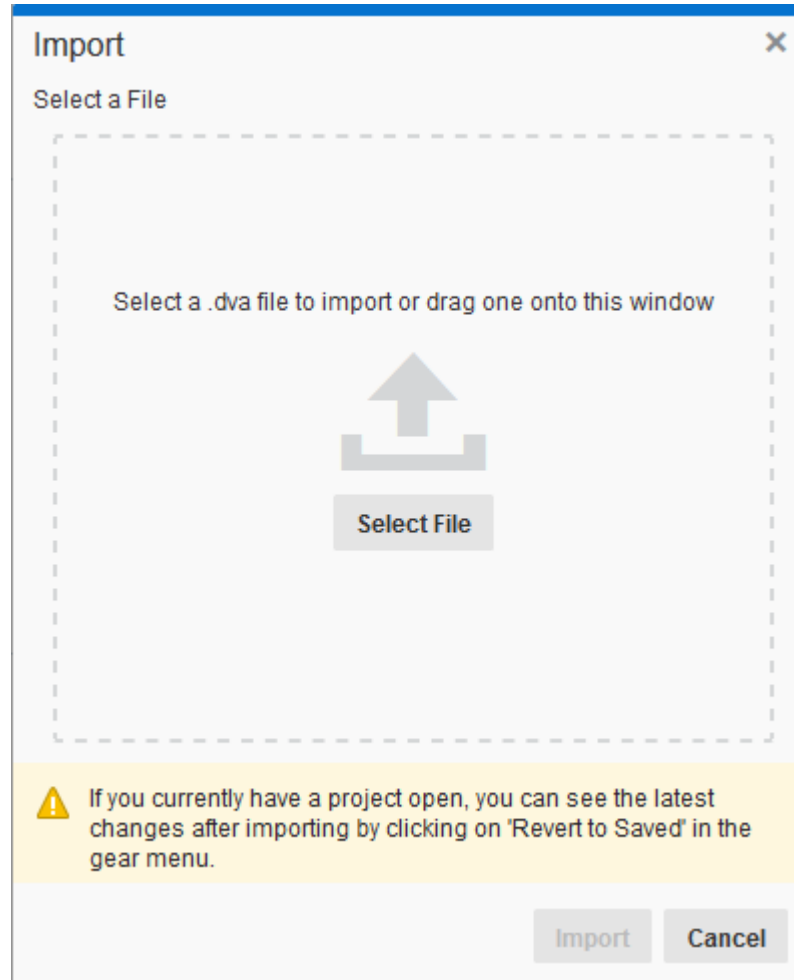 Import
Select a File
Select a .dva file to import or drag one onto this window
Select File
If you currently have a project open, you can see the latest
changes after importing by clicking on 'Revert to Saved' in the
gear menu.
Import Cancel